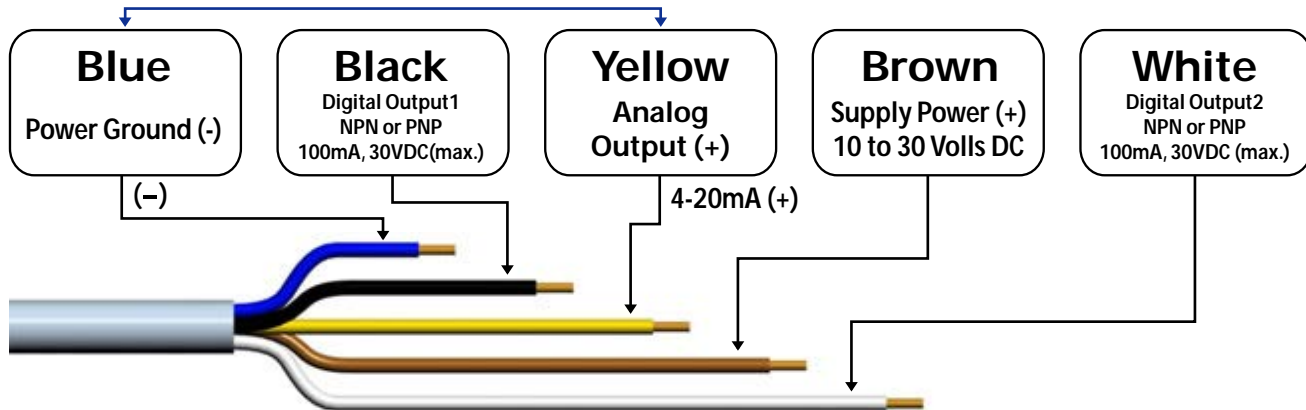 Blue
Power Ground (-)
Black
Digital Output1
NPN or PNP
100mA, 30VDC(max.)
Yellow
Analog
Output (+)
Brown
Supply Power (+)
10 to 30 Volls DC
White
Digital Output2
NPN or PNP
100mA, 30VDC (max.)
(–)
4-20mA (+)